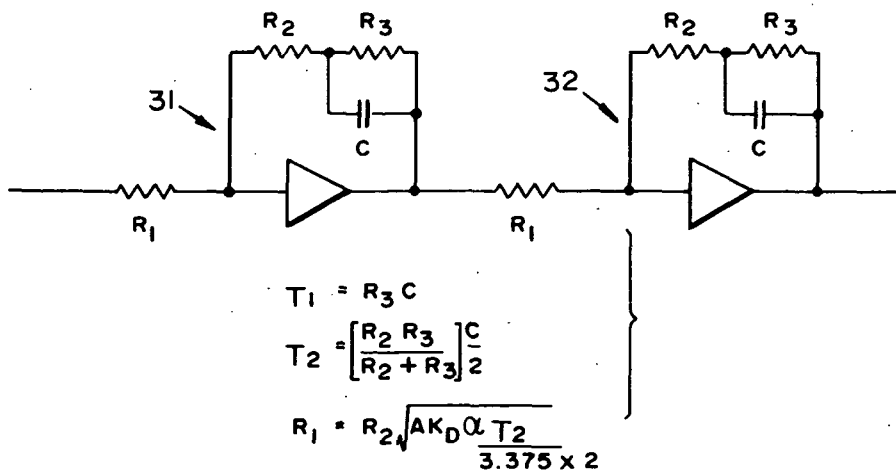 R2 R3 R2 R3
31 32
C C
R1 R1
T1 = R3 C
T2 = [R2 R3 / R2 + R3] C/2
R1 = R2 √AKD α T2 / 3.375 x 2